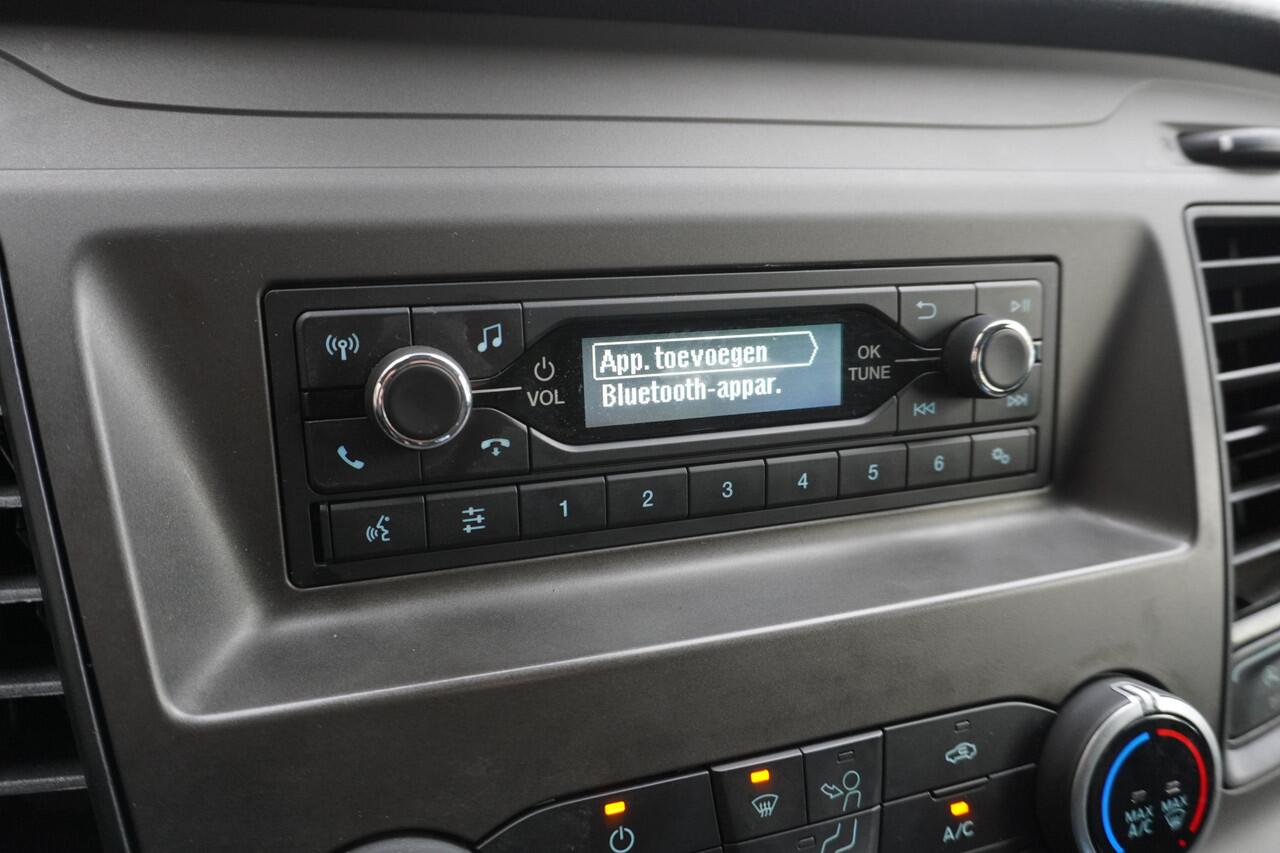 App. toevoegen
Bluetooth-appar.
VOL
OK
TUNE
1
2
3
4
5
6
A/C
MAX
A/C
MAX